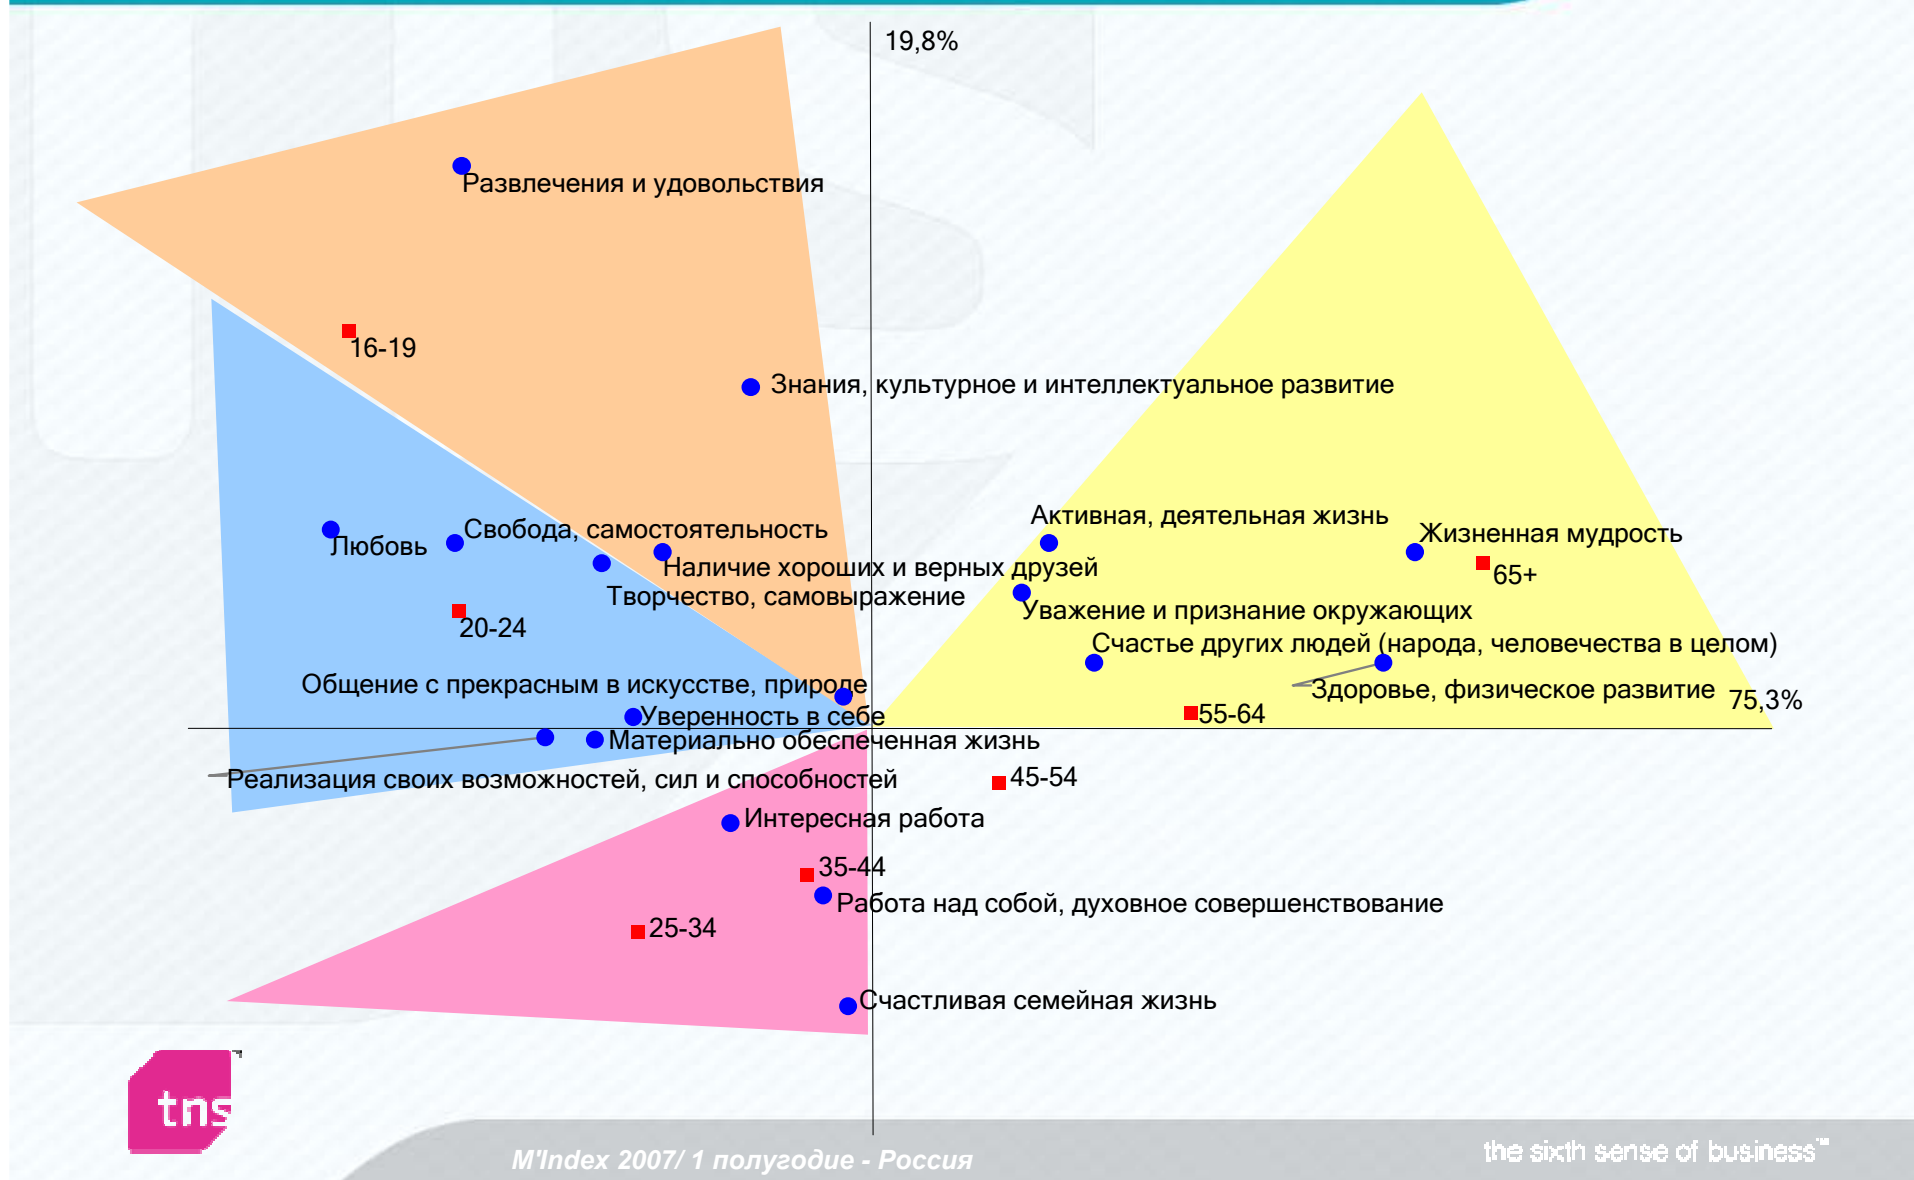 19,8%
Развлечения и удовольствия
16-19
Знания, культурное и интеллектуальное развитие
Активная, деятельная жизнь
Свобода, самостоятельность
Жизненная мудрость
Любовь
Наличие хороших и верных друзей
65+
Творчество, самовыражение
Уважение и признание окружающих
20-24
Счастье других людей (народа, человечества в целом)
Общение с прекрасным в искусстве, природе
Здоровье, физическое развитие
75,3%
Уверенность в себе
55-64
Материально обеспеченная жизнь
Реализация своих возможностей, сил и способностей
45-54
Интересная работа
35-44
Работа над собой, духовное совершенствование
25-34
Счастливая семейная жизнь
tns
M'Index 2007/ 1 полугодие - Россия
the sixth sense of business™